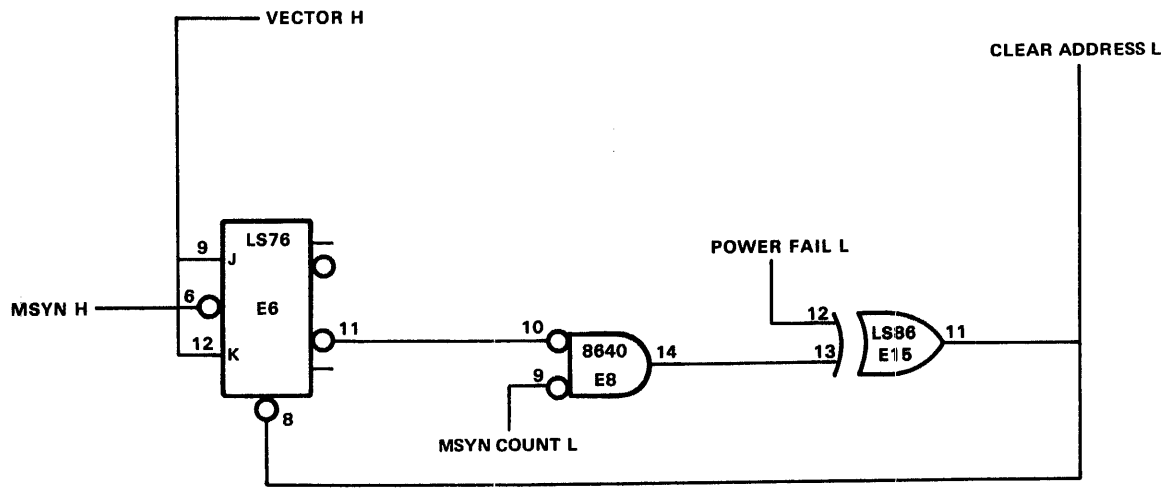 VECTOR H
CLEAR ADDRESS L
LS76
9
J
POWER FAIL L
6
MSYN H
E6
12
11
10
12
K
8640
14
LS86
11
13
E15
9
E8
8
MSYN COUNT L